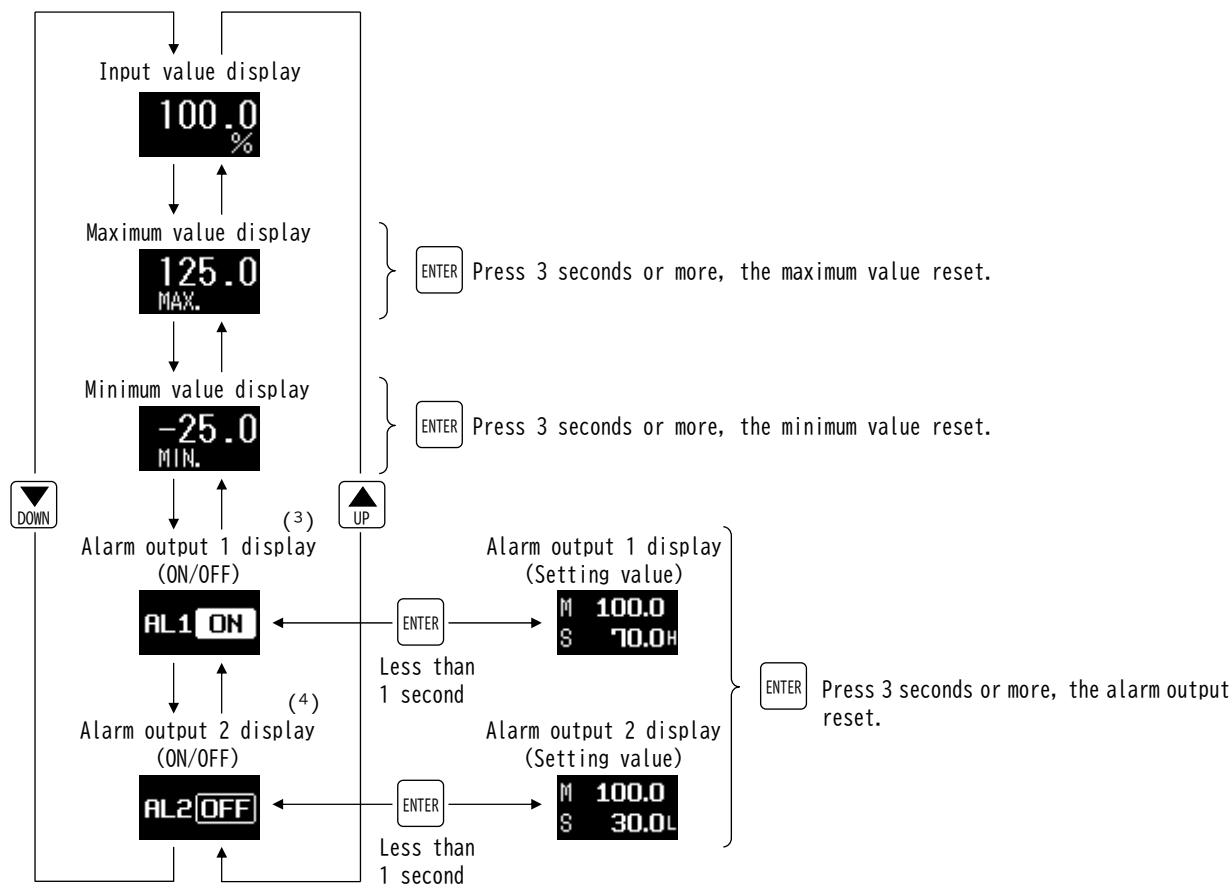 Input value display
100.0
%
Maximum value display
125.0
MAX.
ENTER Press 3 seconds or more, the maximum value reset.
Minimum value display
-25.0
MIN.
ENTER Press 3 seconds or more, the minimum value reset.
DOWN
UP
(3)
Alarm output 1 display
(ON/OFF)
AL1 ON
ENTER
Less than
1 second
Alarm output 1 display
(Setting value)
M 100.0
S 70.0H
(4)
Alarm output 2 display
(ON/OFF)
AL2 OFF
ENTER
Less than
1 second
Alarm output 2 display
(Setting value)
M 100.0
S 30.0L
ENTER Press 3 seconds or more, the alarm output
reset.